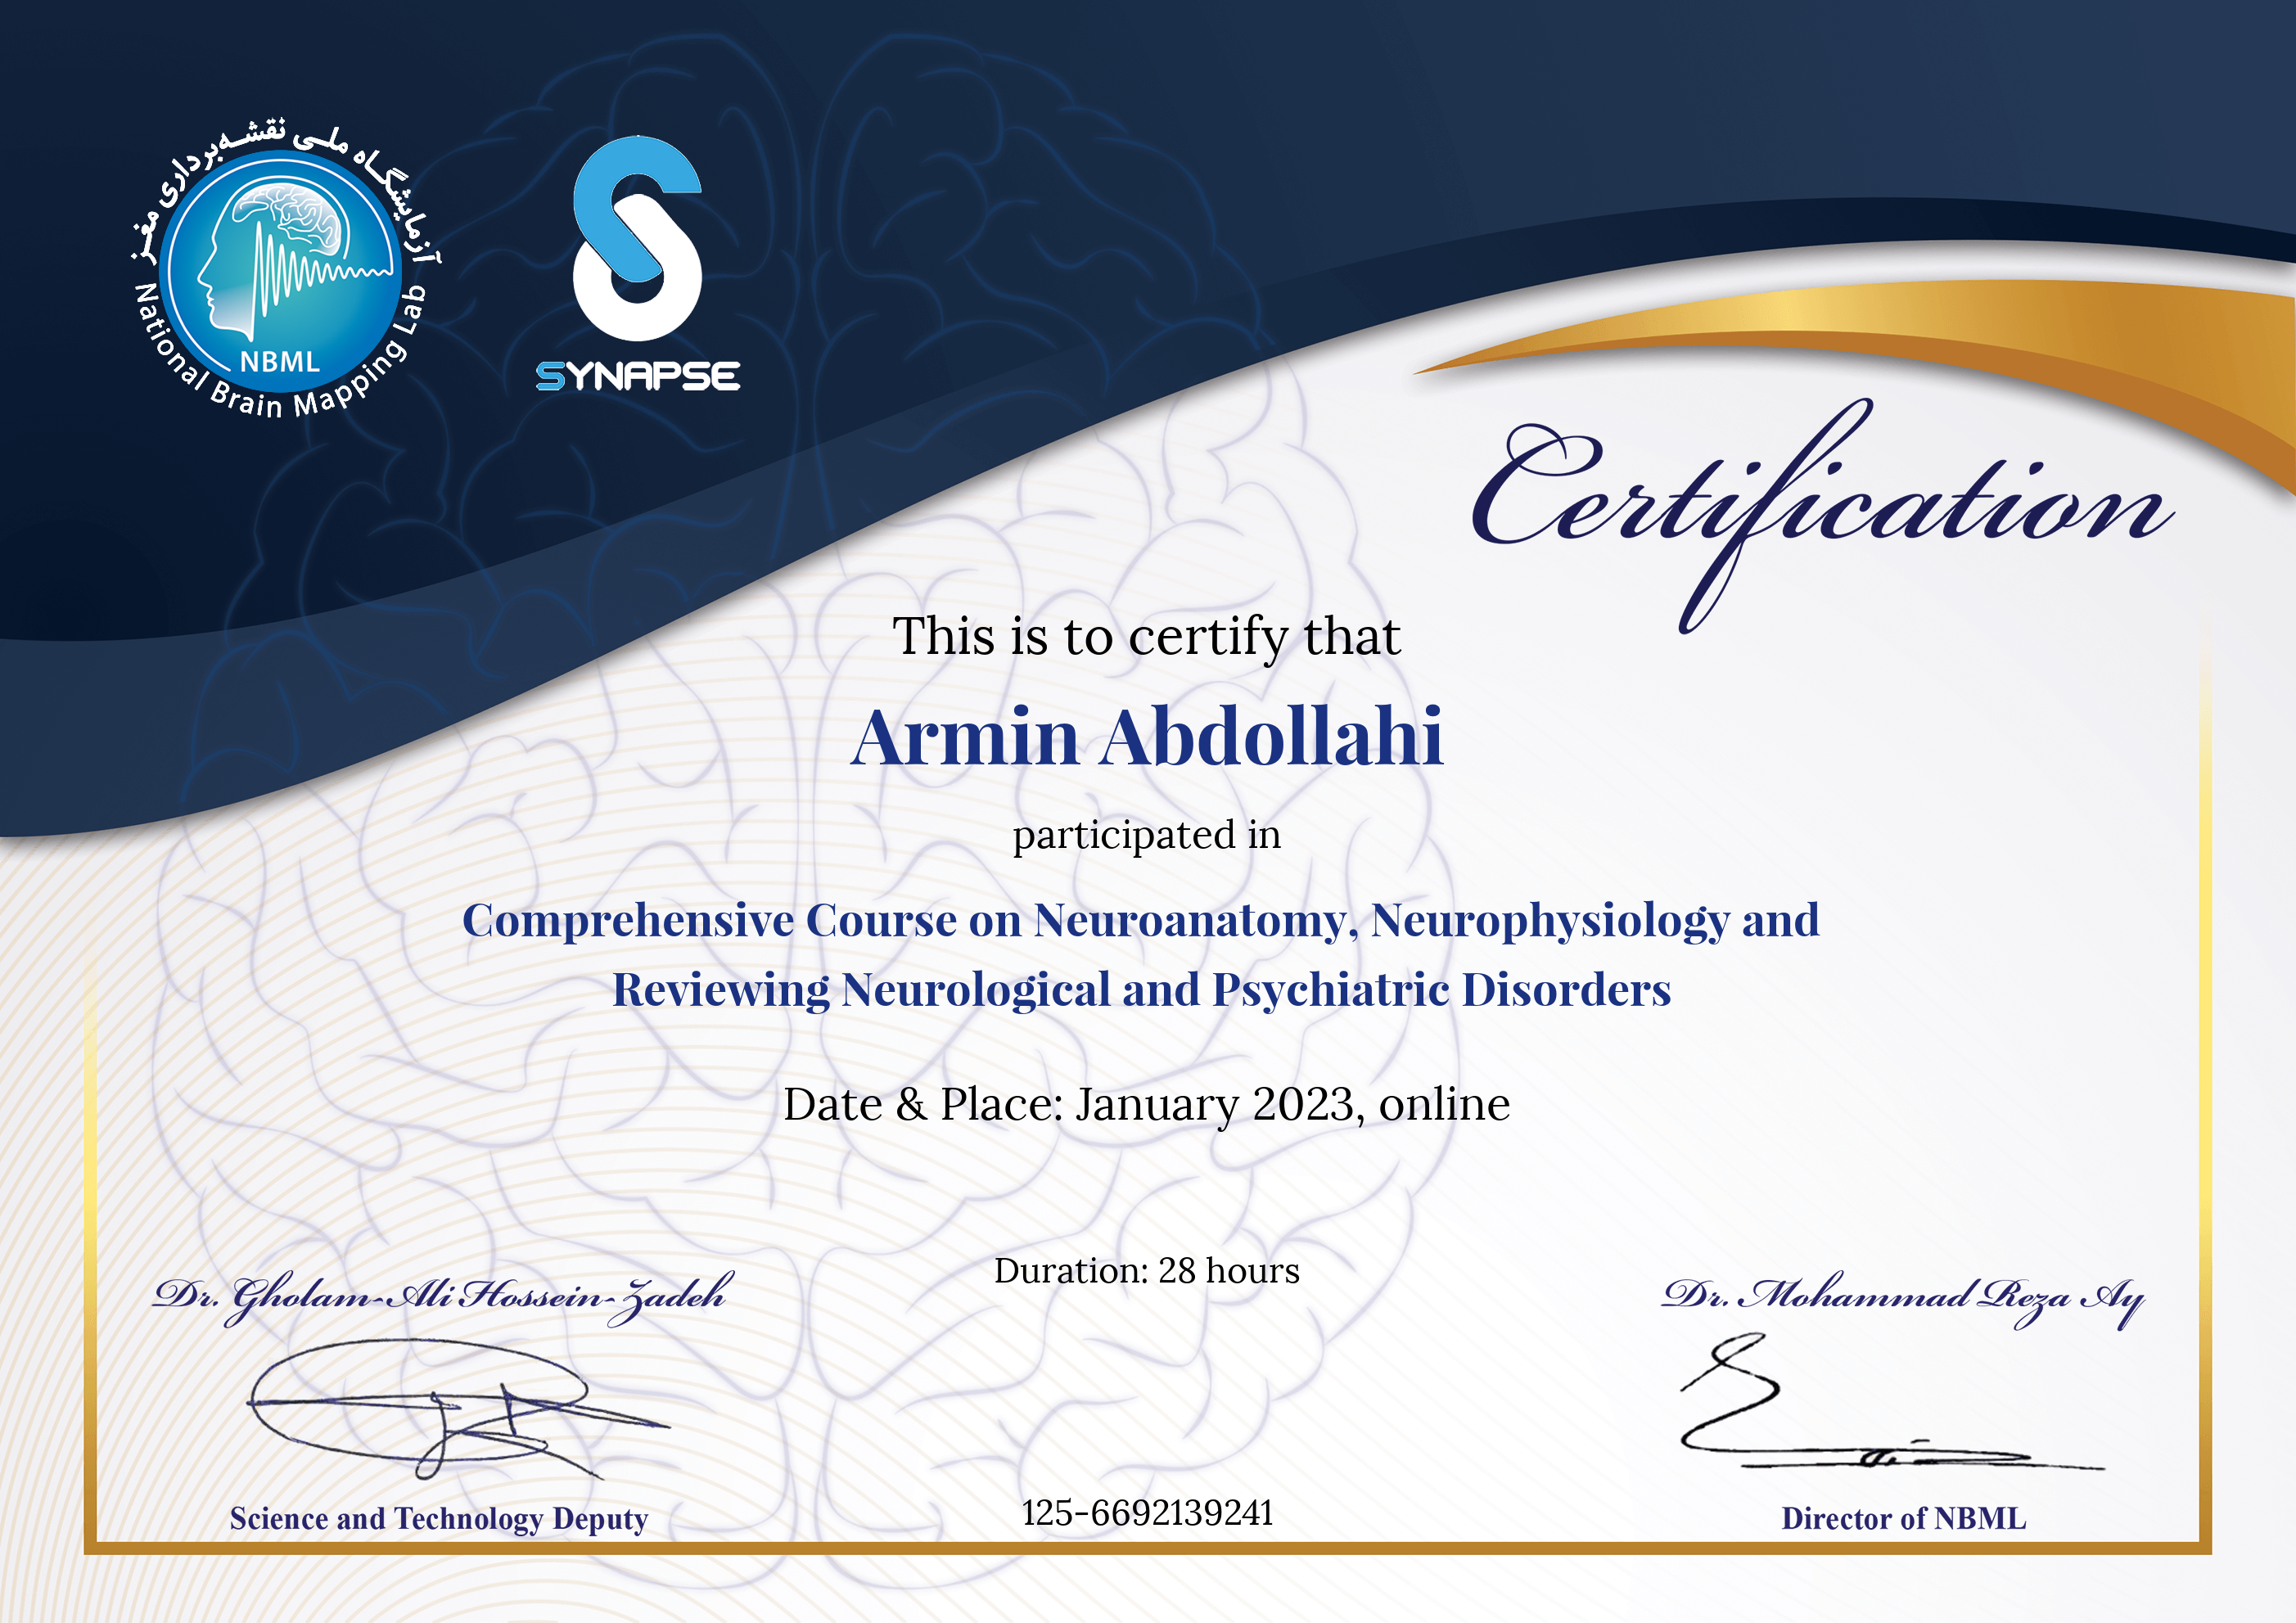 آزمایشگاه ملی نقشه‌برداری مغز
NBML
National Brain Mapping Lab
SYNAPSE
Certification
This is to certify that
Armin Abdollahi
participated in
Comprehensive Course on Neuroanatomy, Neurophysiology and
Reviewing Neurological and Psychiatric Disorders
Date & Place: January 2023, online
Duration: 28 hours
Dr. Gholam-Ali Hossein-Zadeh
Science and Technology Deputy
125-6692139241
Dr. Mohammad Reza Ay
Director of NBML